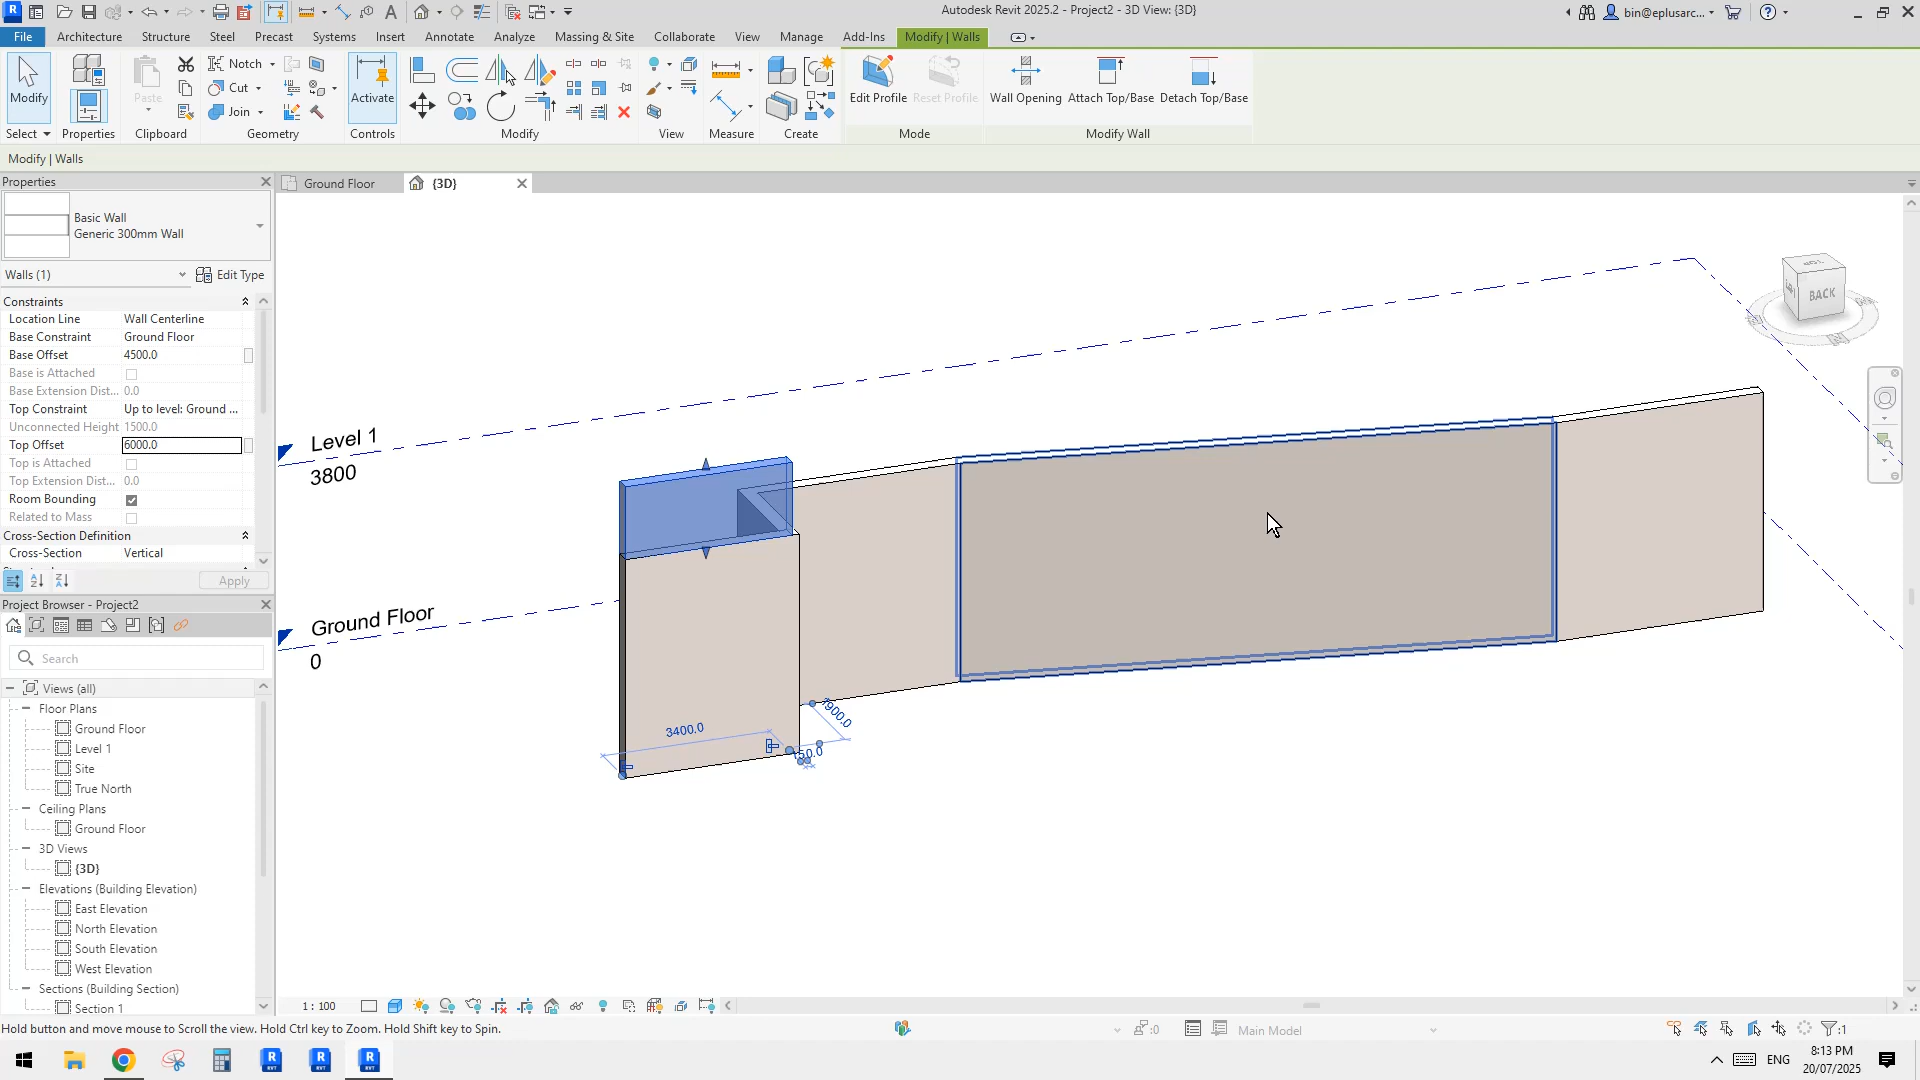 Autodesk Revit 2025.2 - Project2 - 3D View: {3D}
bin@eplusarc...
File
Architecture
Structure
Steel
Precast
Systems
Insert
Annotate
Analyze
Massing & Site
Collaborate
View
Manage
Add-Ins
Modify | Walls
Modify
Paste
Notch
Cut
Join
Activate
Edit Profile
Reset Profile
Wall Opening
Attach Top/Base
Detach Top/Base
Select
Properties
Clipboard
Geometry
Controls
Modify
View
Measure
Create
Mode
Modify Wall
Modify | Walls
Properties
Basic Wall
Generic 300mm Wall
Walls (1)
Edit Type
Constraints
Location Line Wall Centerline
Base Constraint Ground Floor
Base Offset 4500.0
Base is Attached
Base Extension Dist... 0.0
Top Constraint Up to level: Ground ...
Unconnected Height 1500.0
Top Offset 6000.0
Top is Attached
Top Extension Dist... 0.0
Room Bounding
Related to Mass
Cross-Section Definition
Cross-Section Vertical
Apply
Project Browser - Project2
Search
Views (all)
Floor Plans
Ground Floor
Level 1
Site
True North
Ceiling Plans
Ground Floor
3D Views
{3D}
Elevations (Building Elevation)
East Elevation
North Elevation
South Elevation
West Elevation
Sections (Building Section)
Section 1
Ground Floor
{3D}
Level 1
3800
Ground Floor
0
3400.0
BACK
1 : 100
Hold button and move mouse to Scroll the view. Hold Ctrl key to Zoom. Hold Shift key to Spin.
:0
Main Model
:1
ENG
8:13 PM
20/07/2025